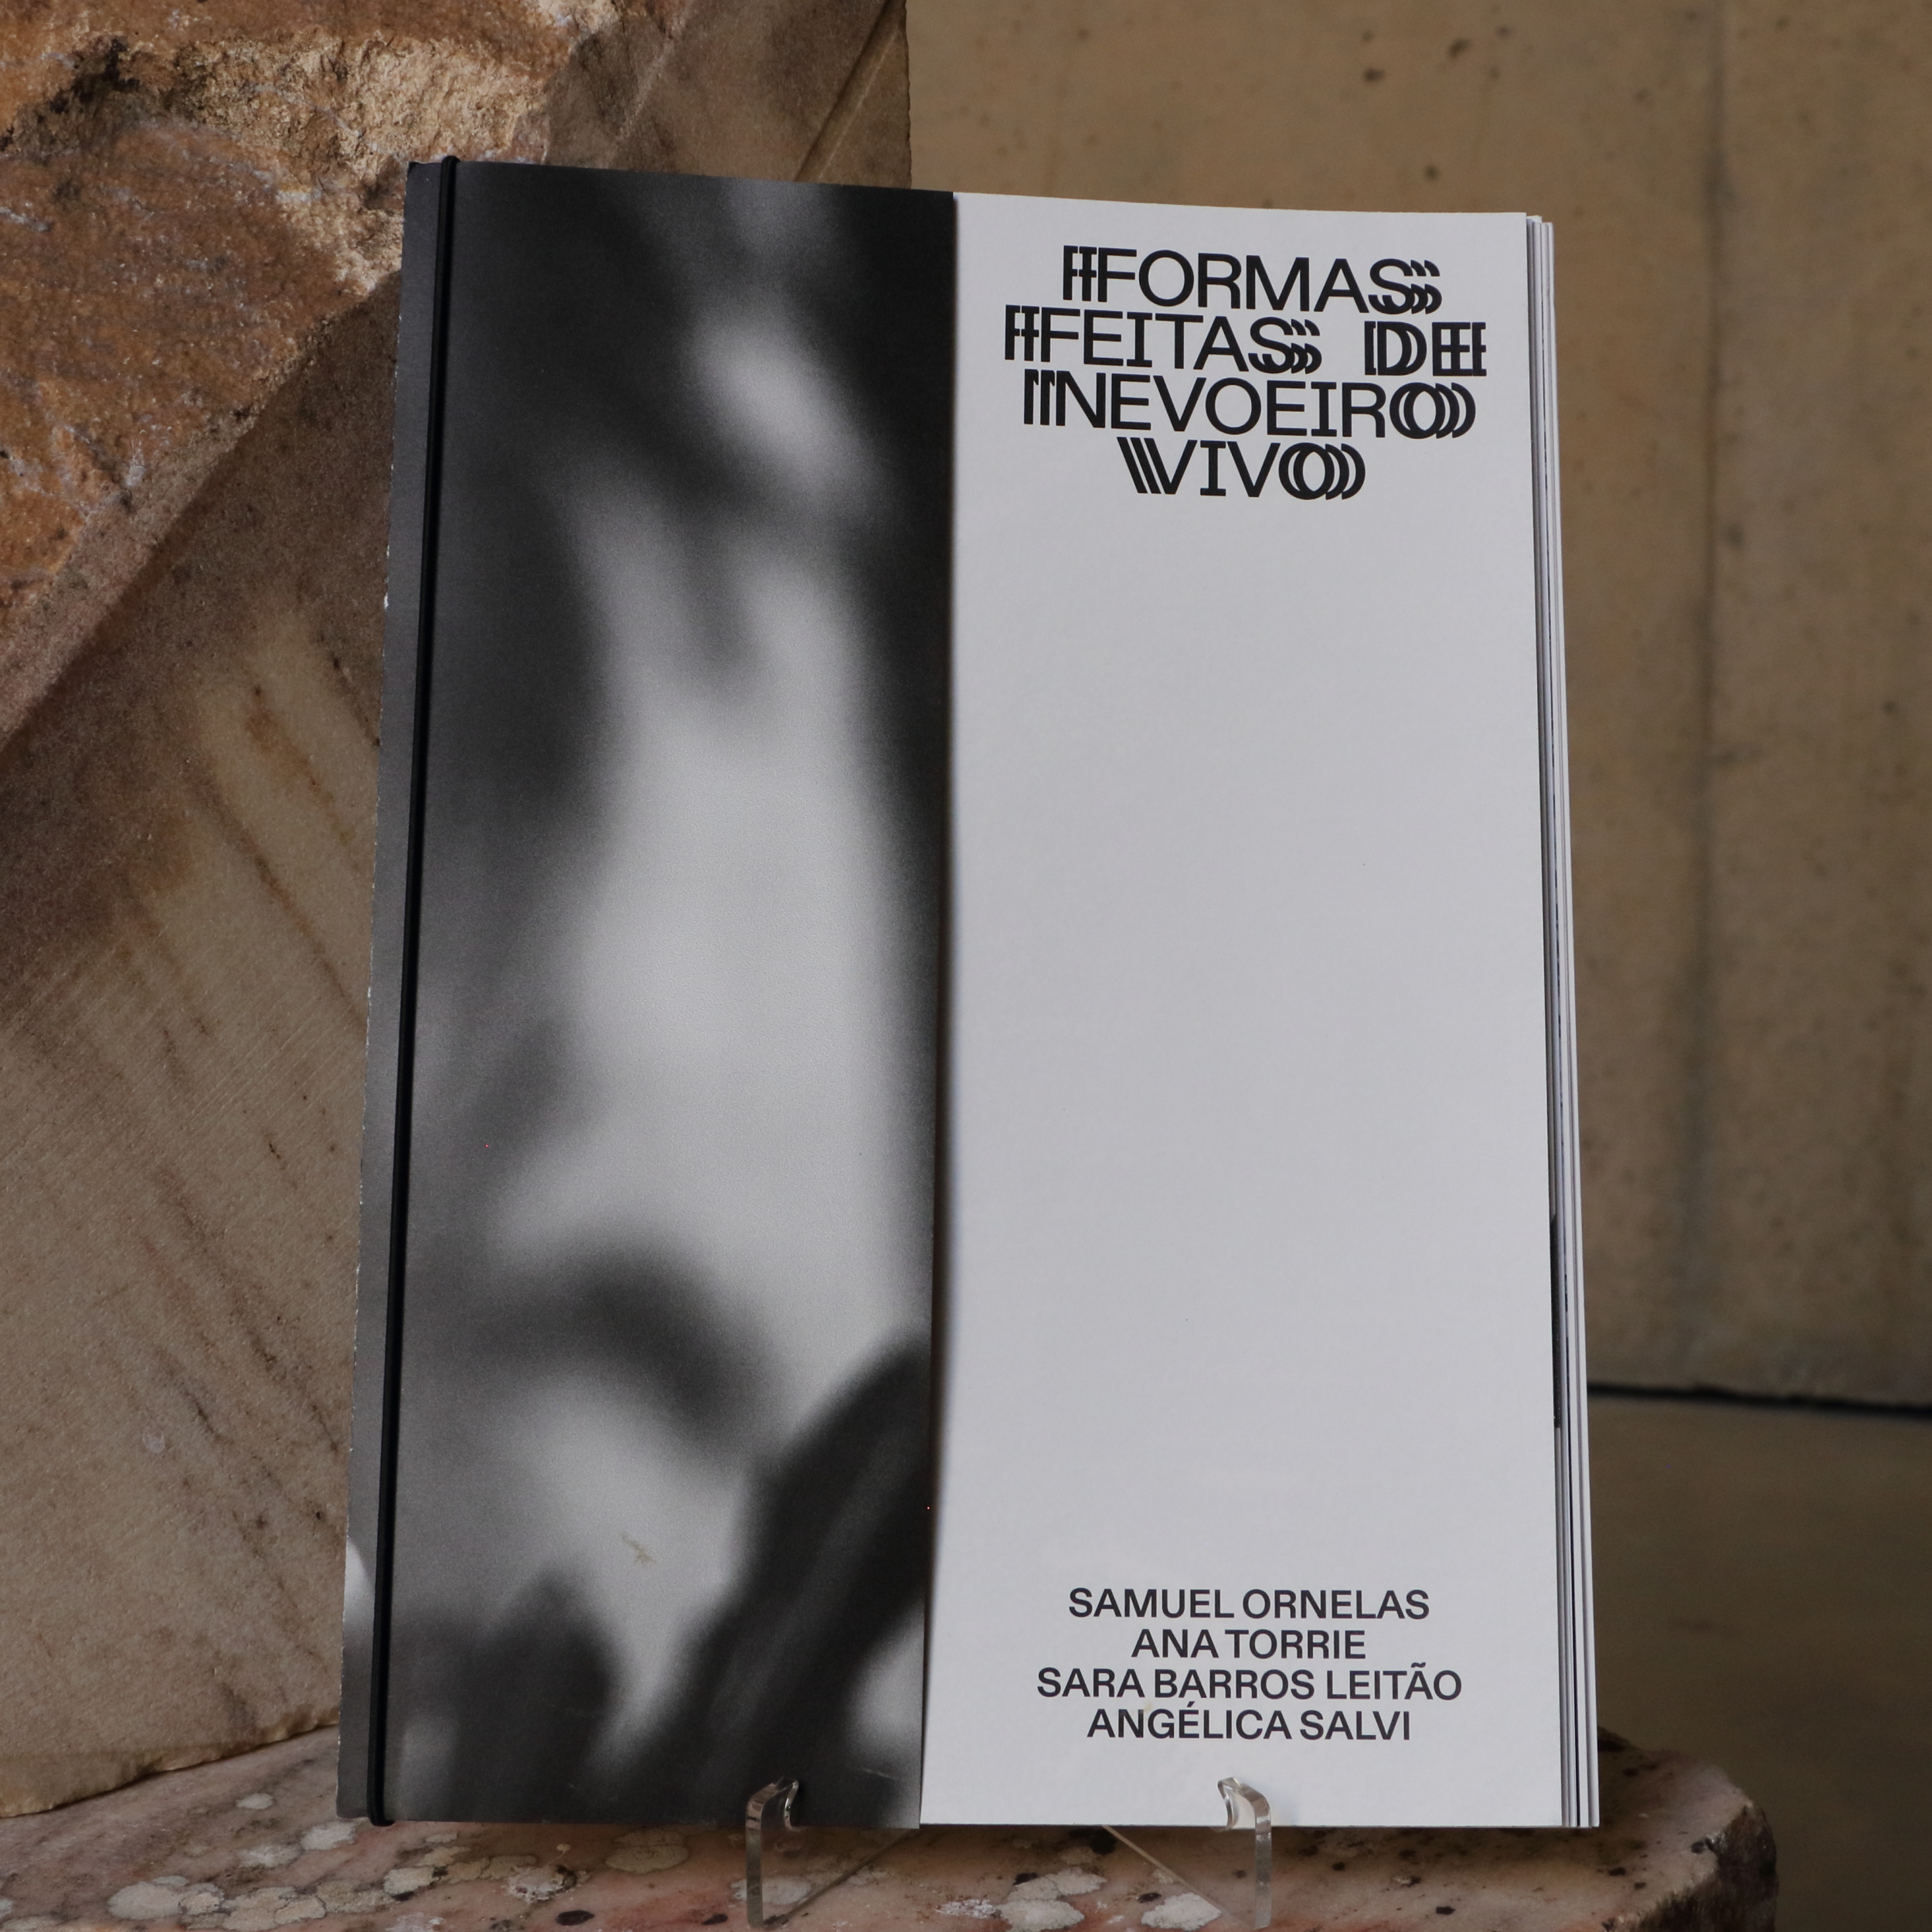 FORMAS
FEITAS DE
NEVOEIRO
VIVO
SAMUEL ORNELAS
ANA TORRIE
SARA BARROS LEITÃO
ANGÉLICA SALVI